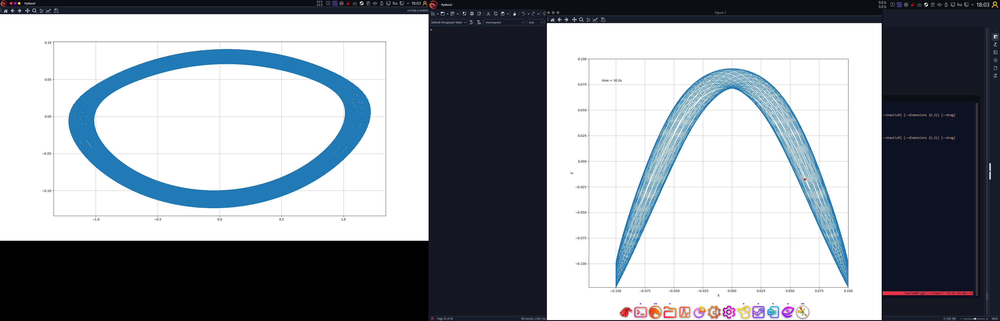 Python3
0.0 b
0.0 b
hu
18:03
x=0.166 y=0.0913
0.10
0.05
0.00
−0.05
−0.10
−1.0 −0.5 0.0 0.5 1.0
Python3
0.0 b
0.0 b
hu
18:03
Default Paragraph Style
monospace
8 pt
Figure 1
time = 30.0s
0.100
0.075
0.050
0.025
0.000
−0.025
−0.050
−0.075
−0.100
Z
−0.100 −0.075 −0.050 −0.025 0.000 0.025 0.050 0.075 0.100
X
--chaoticM] [--dimensions {2,3}] [--drag]
--chaoticM] [--dimensions {2,3}] [--drag]
"pecneb@rigel:~/repos/" 18:03 03-ápr-22
Page 25 of 26
583 words, 3,952 cha
160%